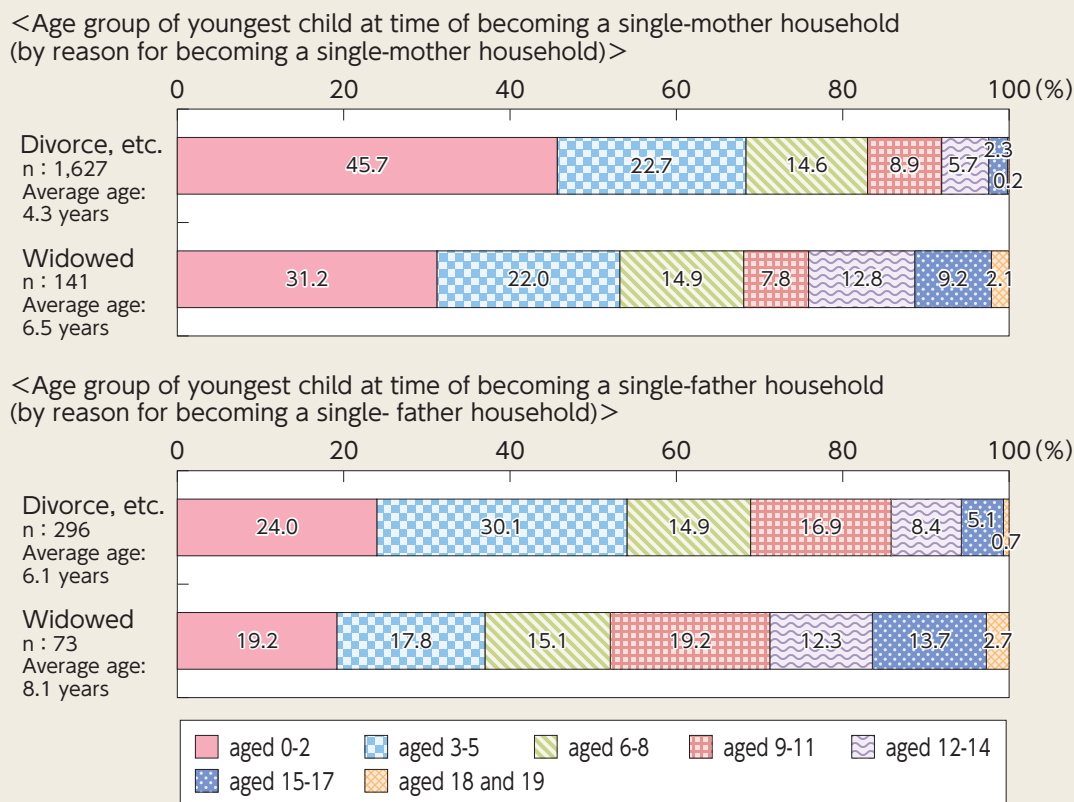 <Age group of youngest child at time of becoming a single-mother household
(by reason for becoming a single-mother household)>
0 20 40 60 80 100 (%)
Divorce, etc.
n : 1,627
Average age:
4.3 years
45.7 22.7 14.6 8.9 5.7 2.3 0.2
Widowed
n : 141
Average age:
6.5 years
31.2 22.0 14.9 7.8 12.8 9.2 2.1
<Age group of youngest child at time of becoming a single-father household
(by reason for becoming a single- father household)>
0 20 40 60 80 100 (%)
Divorce, etc.
n : 296
Average age:
6.1 years
24.0 30.1 14.9 16.9 8.4 5.1 0.7
Widowed
n : 73
Average age:
8.1 years
19.2 17.8 15.1 19.2 12.3 13.7 2.7
aged 0-2 aged 3-5 aged 6-8 aged 9-11 aged 12-14
aged 15-17 aged 18 and 19